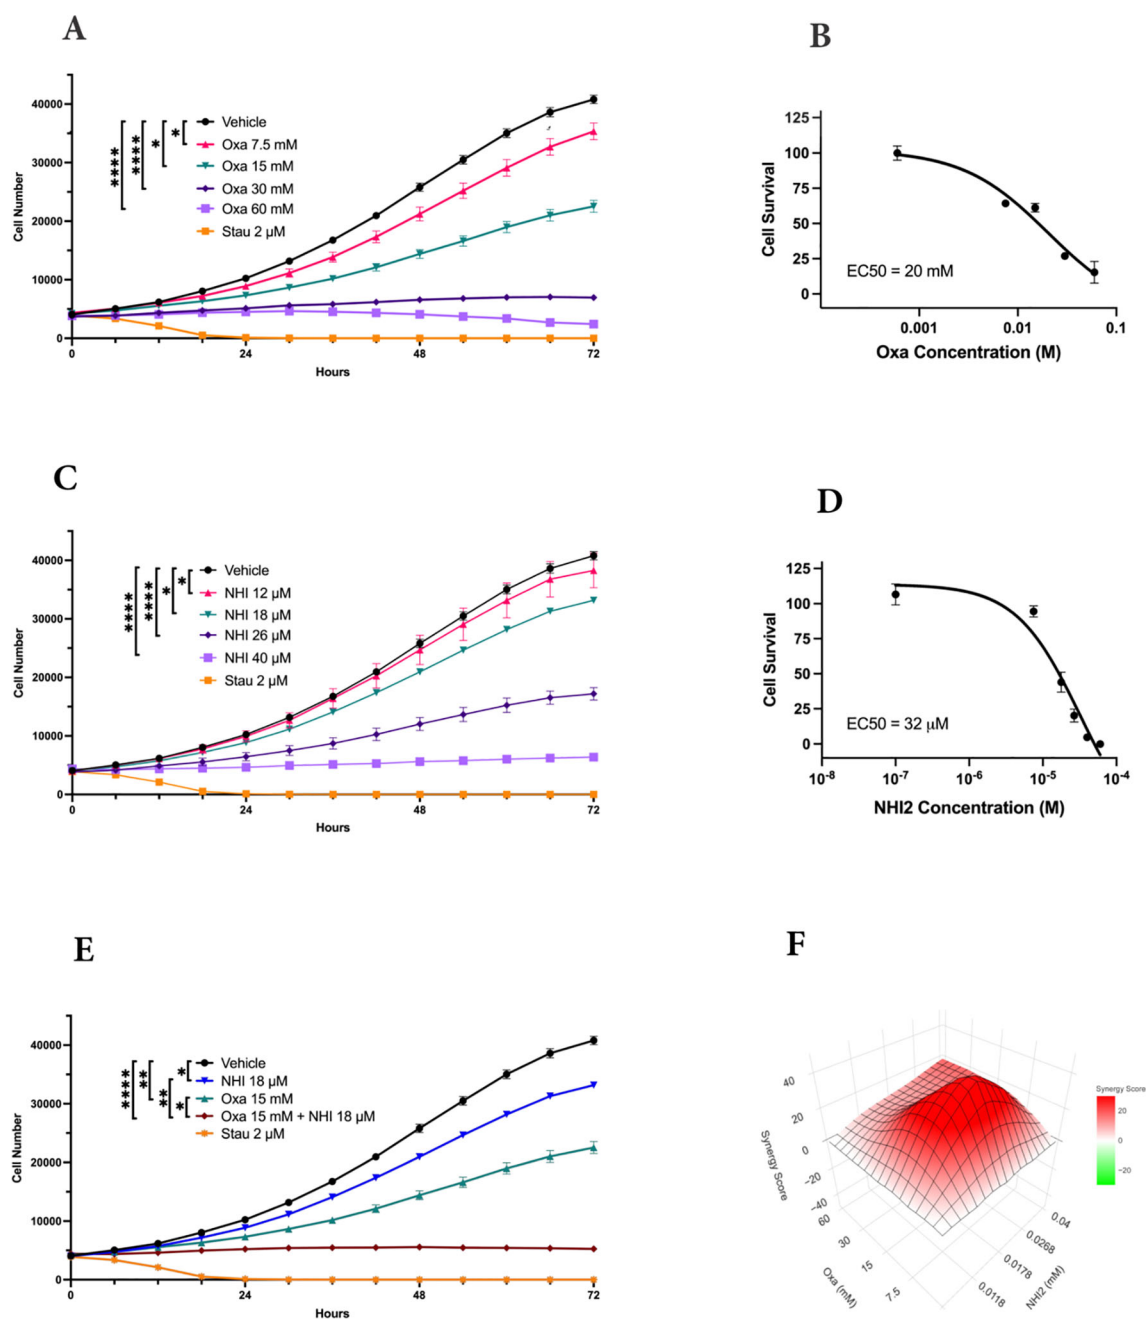 A
40000
30000
20000
10000
0
Cell Number
0
24
48
72
Hours
****
****
*
*
Vehicle
Oxa 7.5 mM
Oxa 15 mM
Oxa 30 mM
Oxa 60 mM
Stau 2 µM
B
125
100
75
50
25
0
Cell Survival
EC50 = 20 mM
0.001
0.01
0.1
Oxa Concentration (M)
C
40000
30000
20000
10000
0
Cell Number
0
24
48
72
Hours
****
****
*
*
Vehicle
NHI 12 µM
NHI 18 µM
NHI 26 µM
NHI 40 µM
Stau 2 µM
D
125
100
75
50
25
0
Cell Survival
EC50 = 32 µM
10-8
10-7
10-6
10-5
10-4
NHI2 Concentration (M)
E
40000
30000
20000
10000
0
Cell Number
0
24
48
72
Hours
****
**
**
*
*
Vehicle
NHI 18 µM
Oxa 15 mM
Oxa 15 mM + NHI 18 µM
Stau 2 µM
F
40
20
0
−20
−40
Synergy Score
60
30
15
7.5
Oxa (mM)
0.04
0.0268
0.0178
0.0118
NHI2 (mM)
Synergy Score
20
0
−20